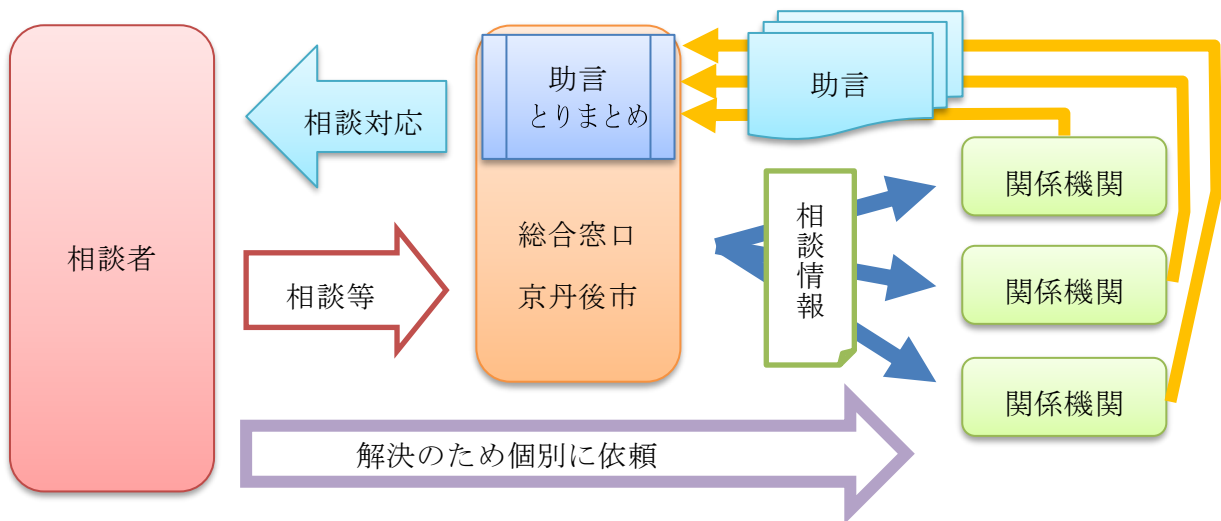 相談者
相談対応
相談等
助言
とりまとめ
総合窓口
京丹後市
助言
相談情報
関係機関
関係機関
関係機関
解決のため個別に依頼